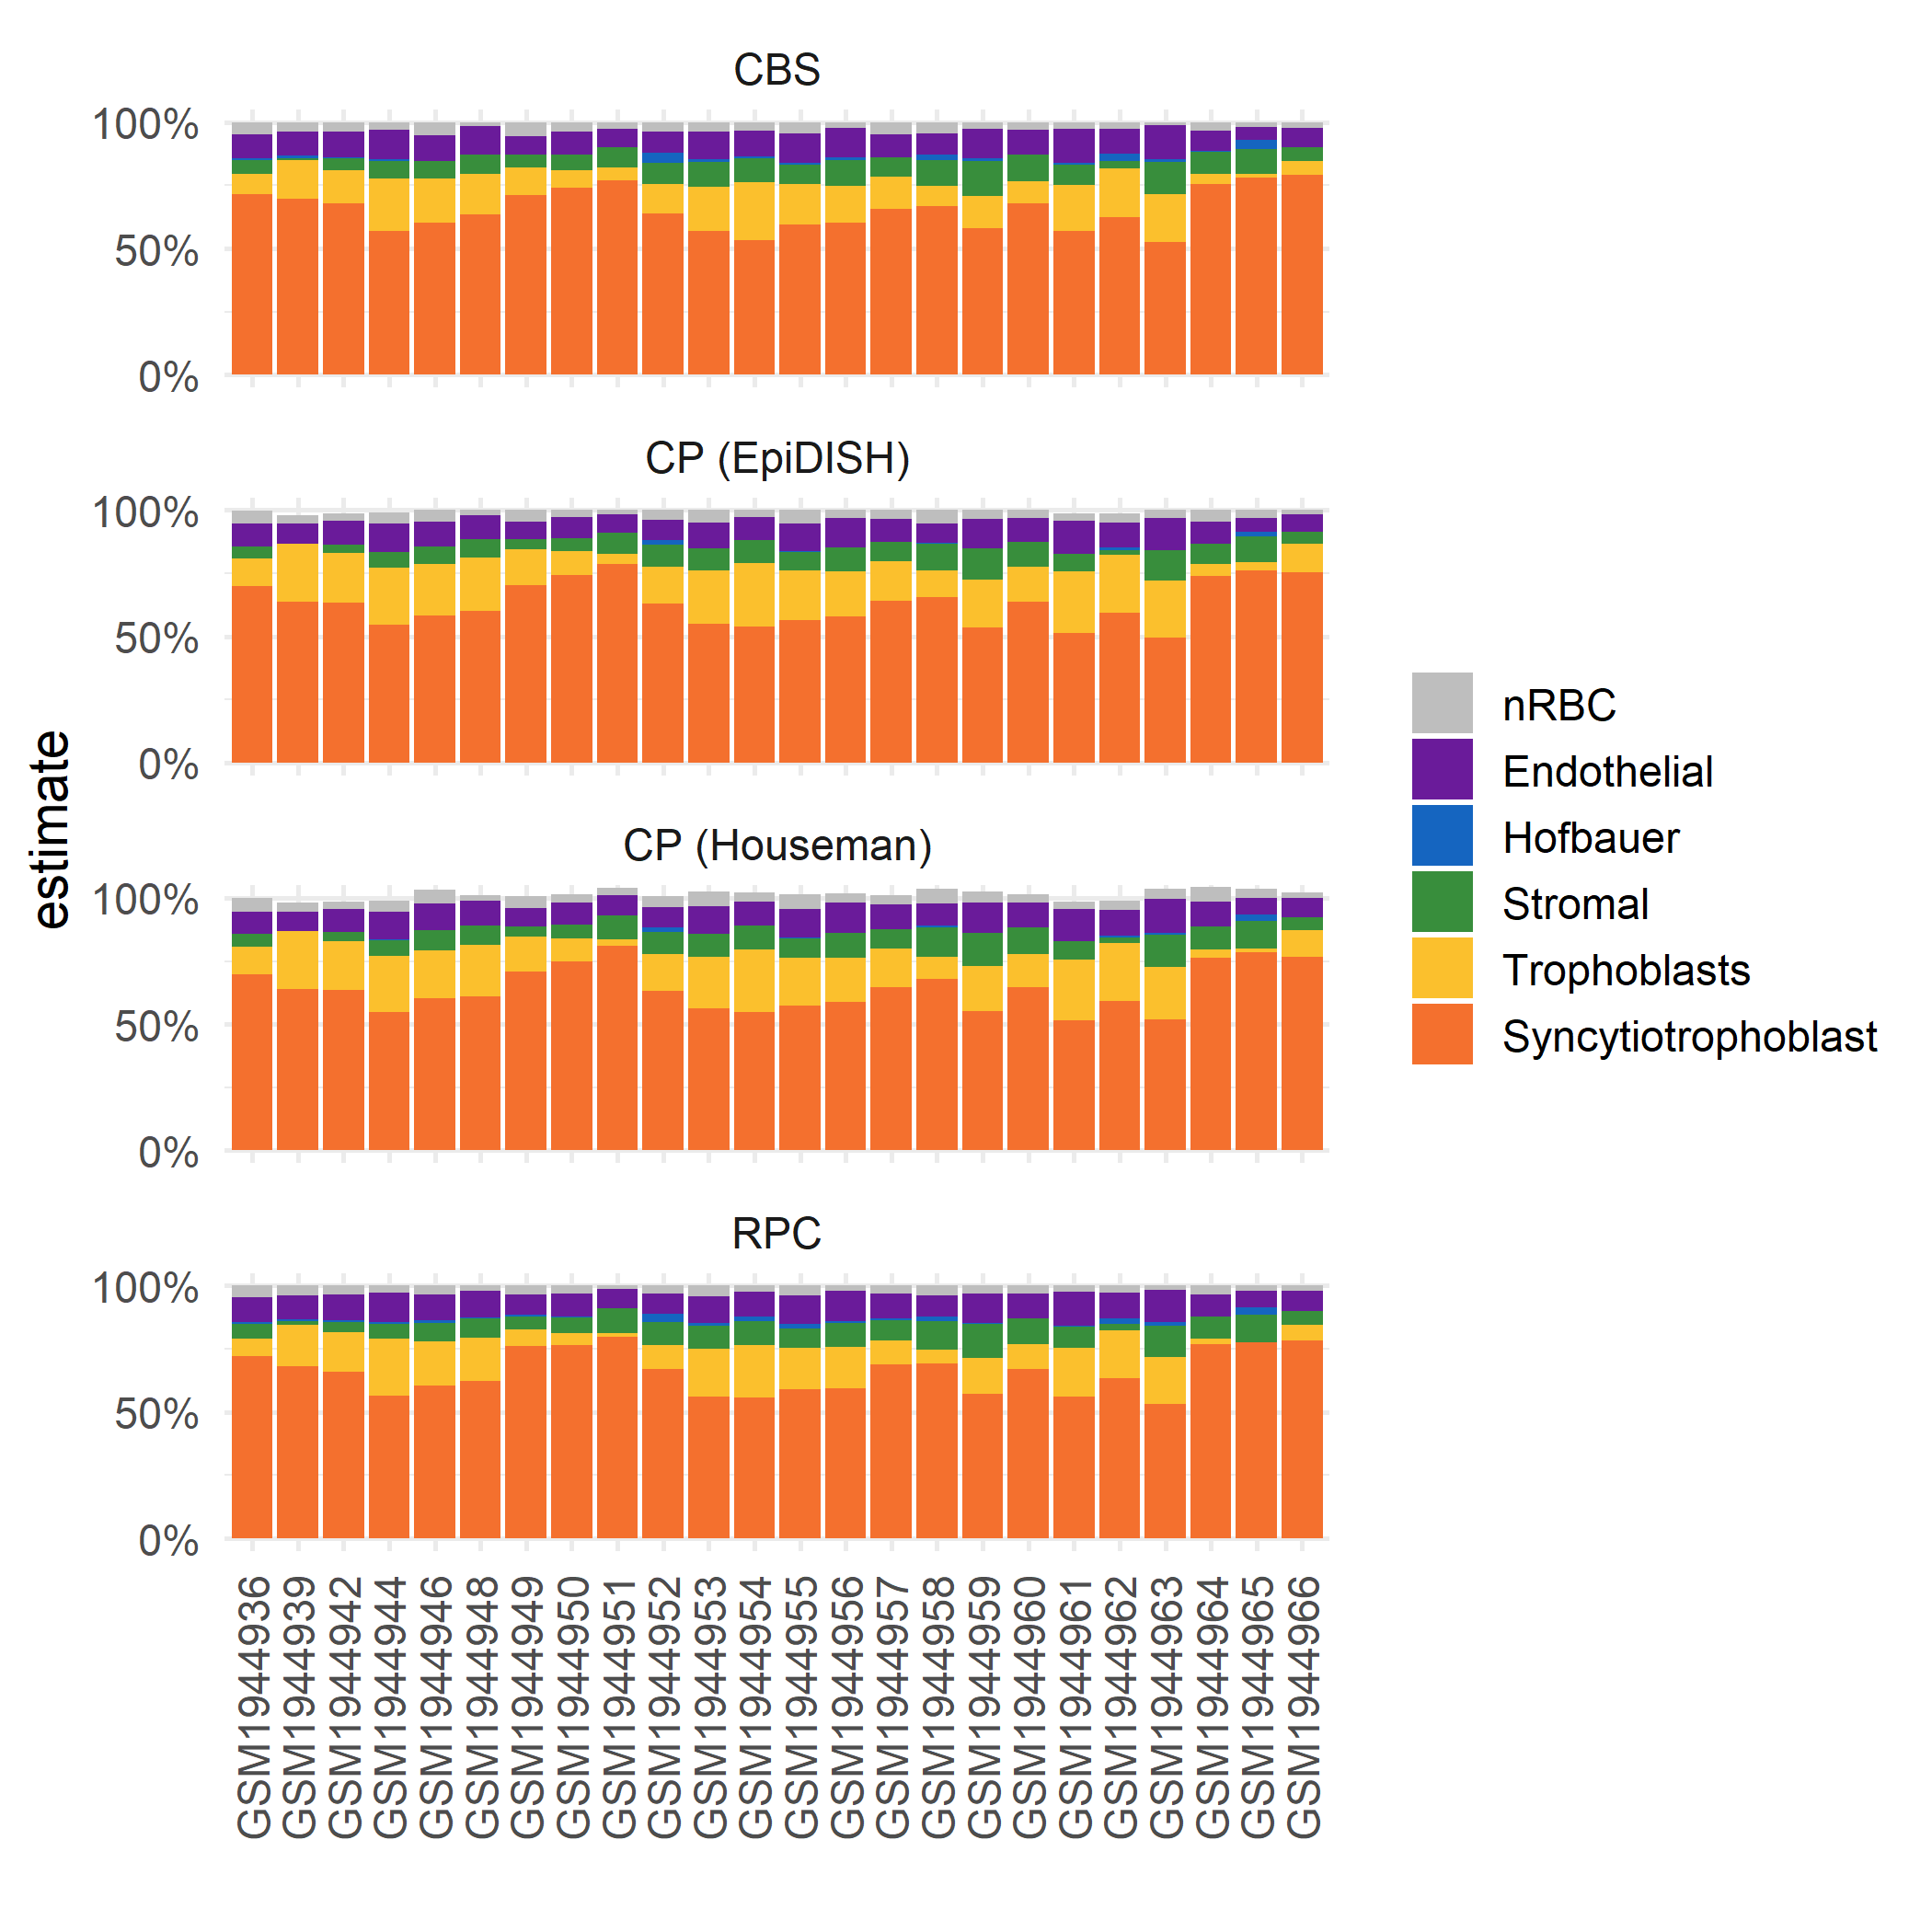 CBS
100%
50%
0%
CP (EpiDISH)
100%
50%
0%
CP (Houseman)
100%
50%
0%
RPC
100%
50%
0%
estimate
GSM1944936
GSM1944939
GSM1944942
GSM1944944
GSM1944946
GSM1944948
GSM1944949
GSM1944950
GSM1944951
GSM1944952
GSM1944953
GSM1944954
GSM1944955
GSM1944956
GSM1944957
GSM1944958
GSM1944959
GSM1944960
GSM1944961
GSM1944962
GSM1944963
GSM1944964
GSM1944965
GSM1944966
nRBC
Endothelial
Hofbauer
Stromal
Trophoblasts
Syncytiotrophoblast